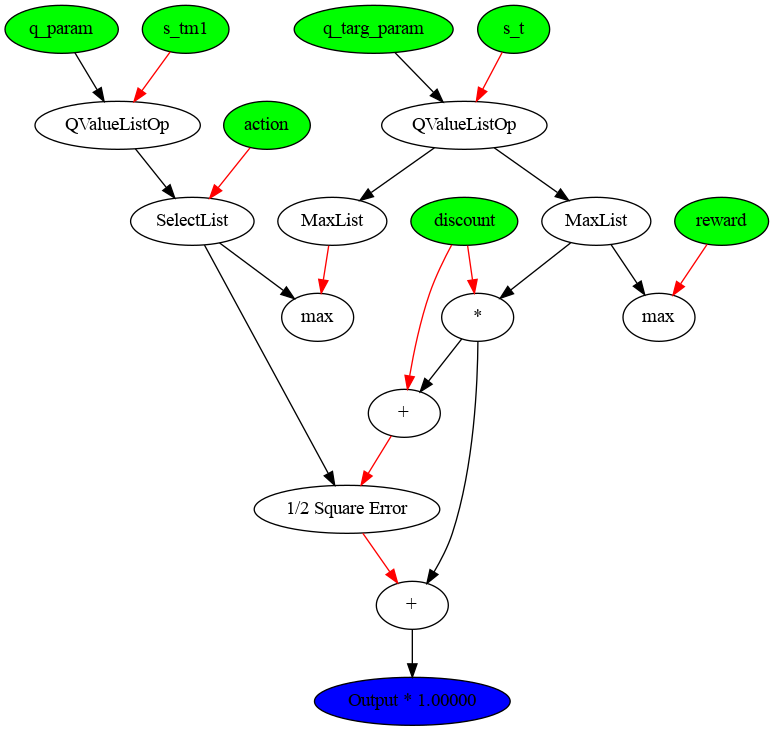 q_param
s_tm1
q_targ_param
s_t
QValueListOp
action
QValueListOp
SelectList
MaxList
discount
MaxList
reward
max
*
max
+
1/2 Square Error
+
Output * 1.00000